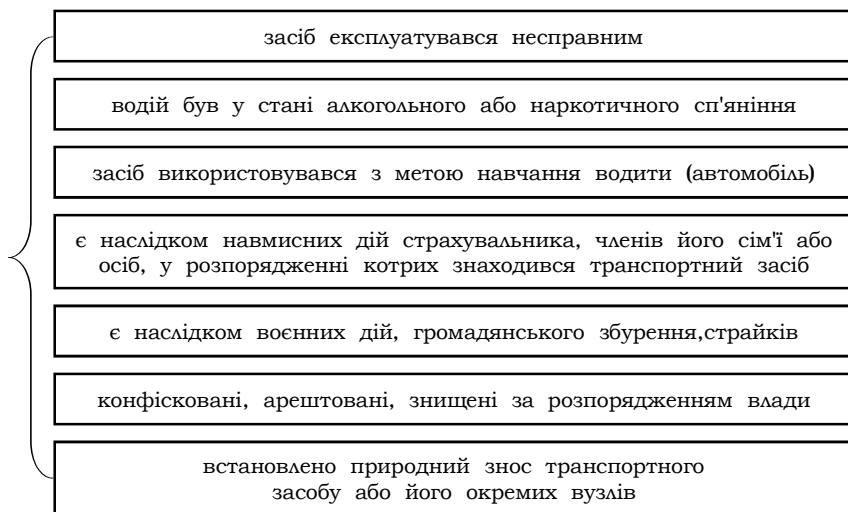 засіб експлуатувався несправним
водій був у стані алкогольного або наркотичного сп'яніння
засіб використовувався з метою навчання водити (автомобіль)
є наслідком навмисних дій страхувальника, членів його сім'ї або
осіб, у розпорядженні котрих знаходився транспортний засіб
є наслідком воєнних дій, громадянського збурення,страйків
конфісковані, арештовані, знищені за розпорядженням влади
встановлено природний знос транспортного
засобу або його окремих вузлів